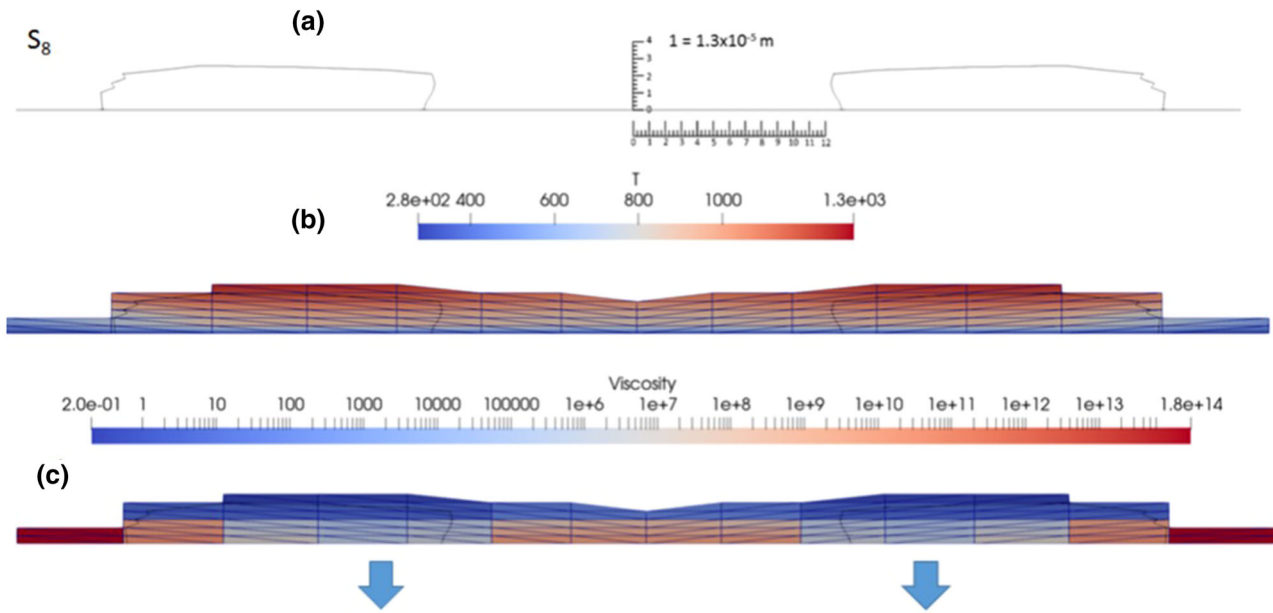 (a)
S8
4 1 = 1.3x10⁻⁵ m
3
2
1
0
0 1 2 3 4 5 6 7 8 9 10 11 12
T
2.8e+02 400 600 800 1000 1.3e+03
(b)
Viscosity
2.0e-01 1 10 100 1000 10000 100000 1e+6 1e+7 1e+8 1e+9 1e+10 1e+11 1e+12 1e+13 1.8e+14
(c)